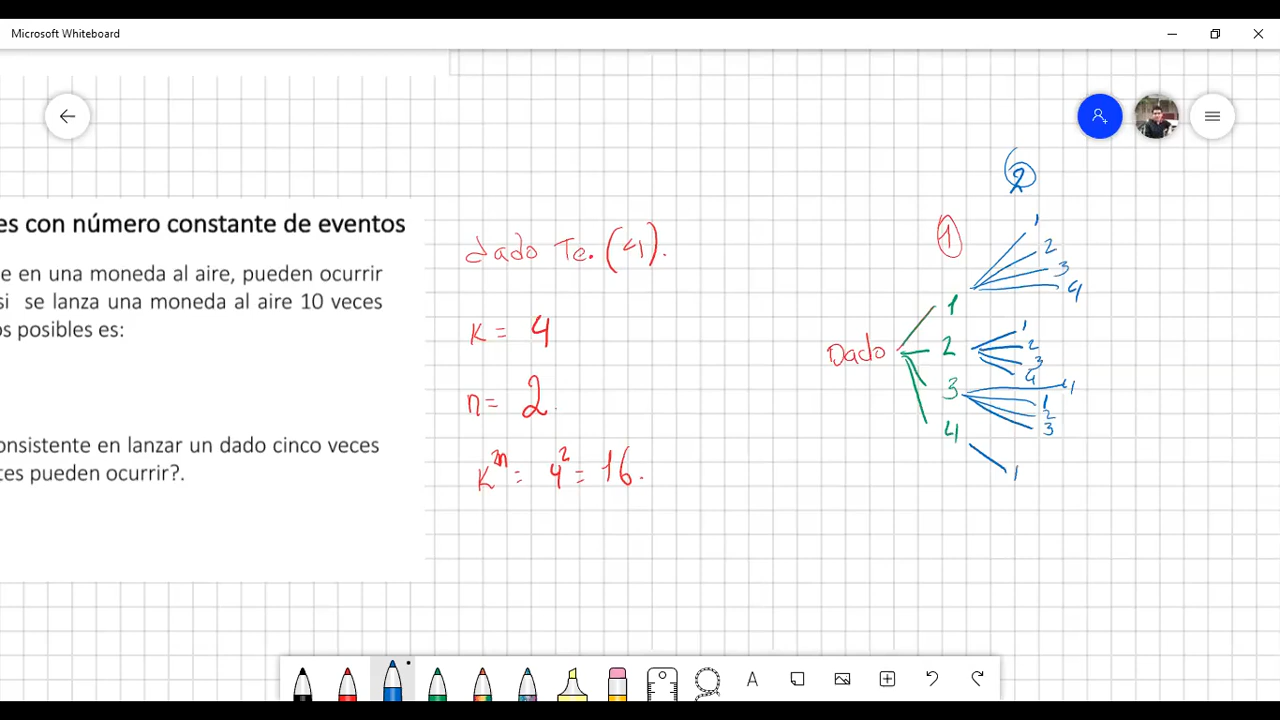 Microsoft Whiteboard
es con número constante de eventos
e en una moneda al aire, pueden ocurrir
si se lanza una moneda al aire 10 veces
os posibles es:
onsistente en lanzar un dado cinco veces
tes pueden ocurrir?.
dado Te. (4).
K = 4
n = 2.
K^n = 4^2 = 16.
2
1
Dado
1
2
3
4
1
2
3
4
1
2
3
4
4
1
2
3
1
A